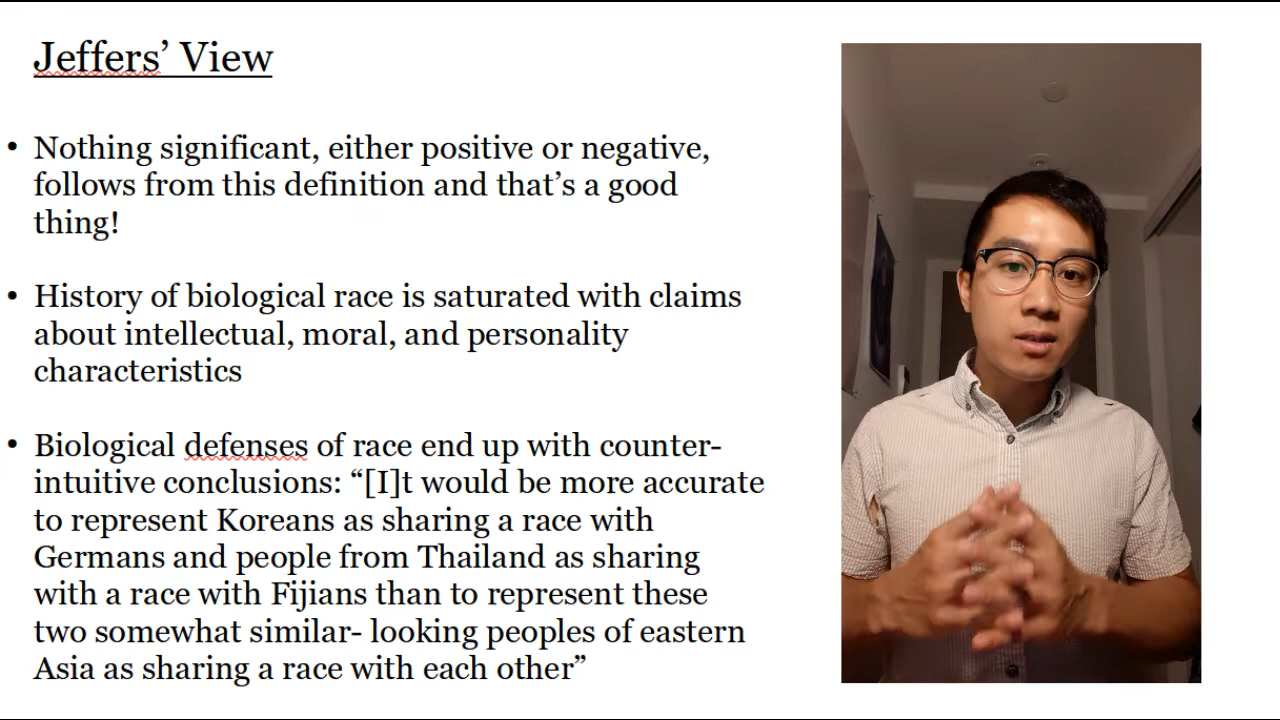 Jeffers’ View
• Nothing significant, either positive or negative,
follows from this definition and that’s a good
thing!
• History of biological race is saturated with claims
about intellectual, moral, and personality
characteristics
• Biological defenses of race end up with counter-
intuitive conclusions: “[I]t would be more accurate
to represent Koreans as sharing a race with
Germans and people from Thailand as sharing
with a race with Fijians than to represent these
two somewhat similar- looking peoples of eastern
Asia as sharing a race with each other”